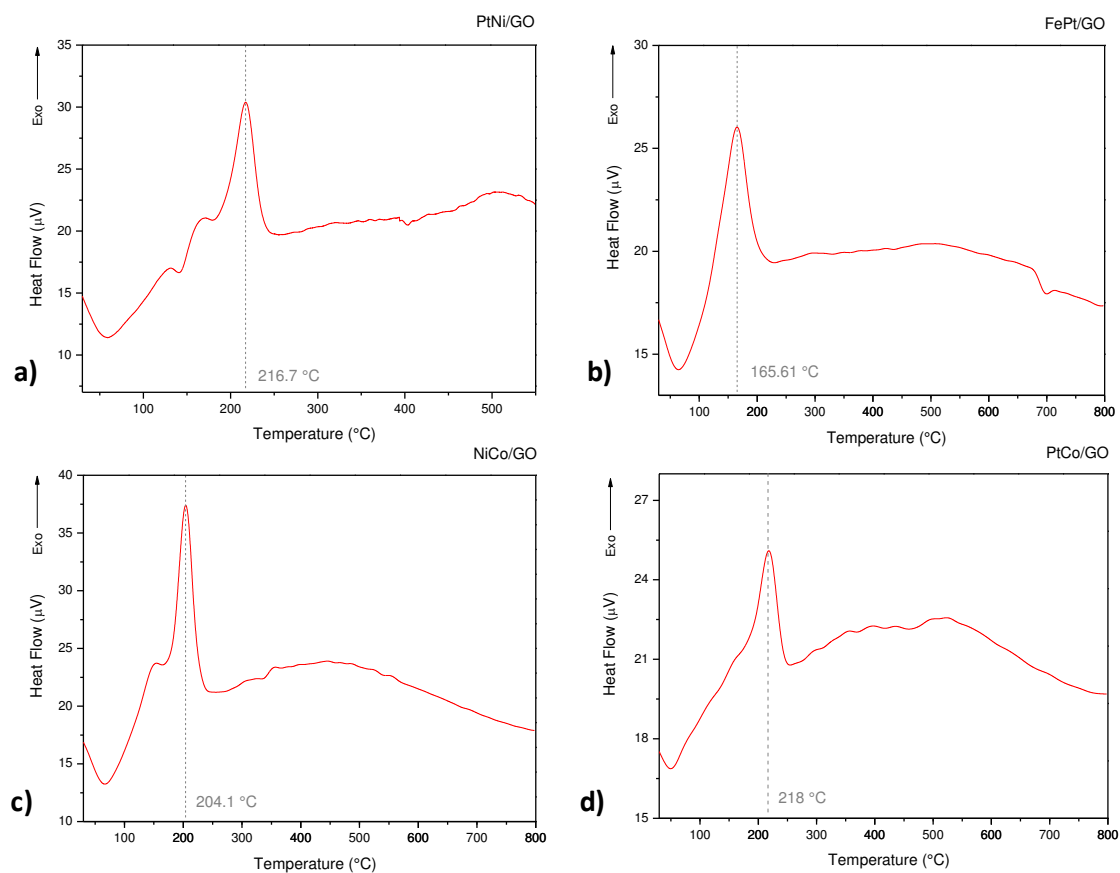 PtNi/GO
Exo
Heat Flow (μV)
35
30
25
20
15
10
a)
216.7 °C
100 200 300 400 500
Temperature (°C)
FePt/GO
Exo
Heat Flow (μV)
30
25
20
15
b)
165.61 °C
100 200 300 400 500 600 700 800
Temperature (°C)
NiCo/GO
Exo
Heat Flow (μV)
40
35
30
25
20
15
10
c)
204.1 °C
100 200 300 400 500 600 700 800
Temperature (°C)
PtCo/GO
Exo
Heat Flow (μV)
27
24
21
18
15
d)
218 °C
100 200 300 400 500 600 700 800
Temperature (°C)